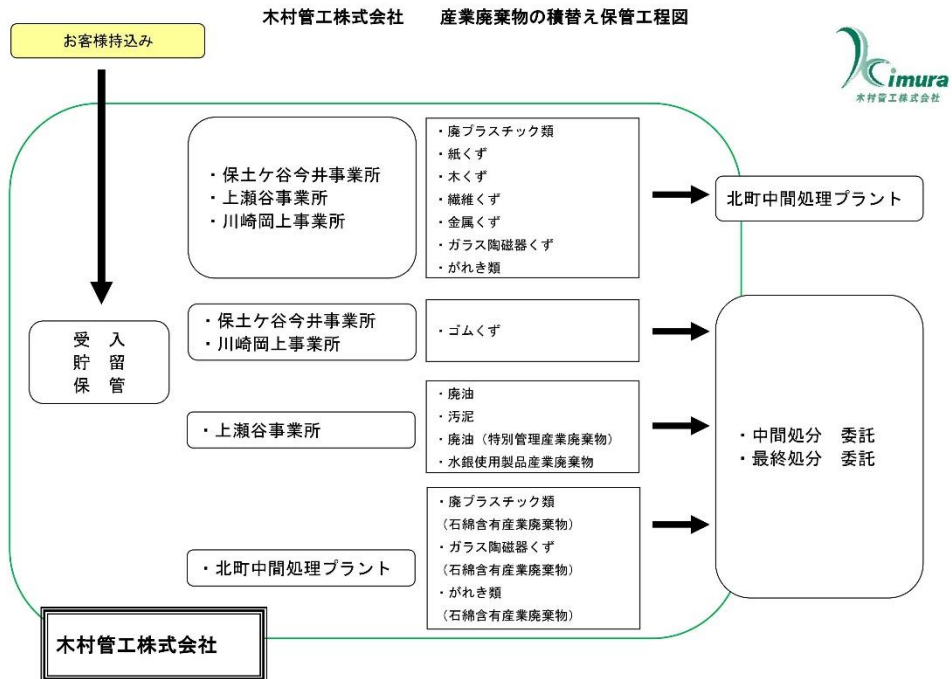 木村管工株式会社　　産業廃棄物の積替え保管工程図
お客様持込み
imura
木村管工株式会社
・保土ケ谷今井事業所
・上瀬谷事業所
・川崎岡上事業所
・廃プラスチック類
・紙くず
・木くず
・繊維くず
・金属くず
・ガラス陶磁器くず
・がれき類
北町中間処理プラント
受　入
貯　留
保　管
・保土ケ谷今井事業所
・川崎岡上事業所
・ゴムくず
・上瀬谷事業所
・廃油
・汚泥
・廃油（特別管理産業廃棄物）
・水銀使用製品産業廃棄物
・中間処分　委託
・最終処分　委託
・北町中間処理プラント
・廃プラスチック類
（石綿含有産業廃棄物）
・ガラス陶磁器くず
（石綿含有産業廃棄物）
・がれき類
（石綿含有産業廃棄物）
木村管工株式会社